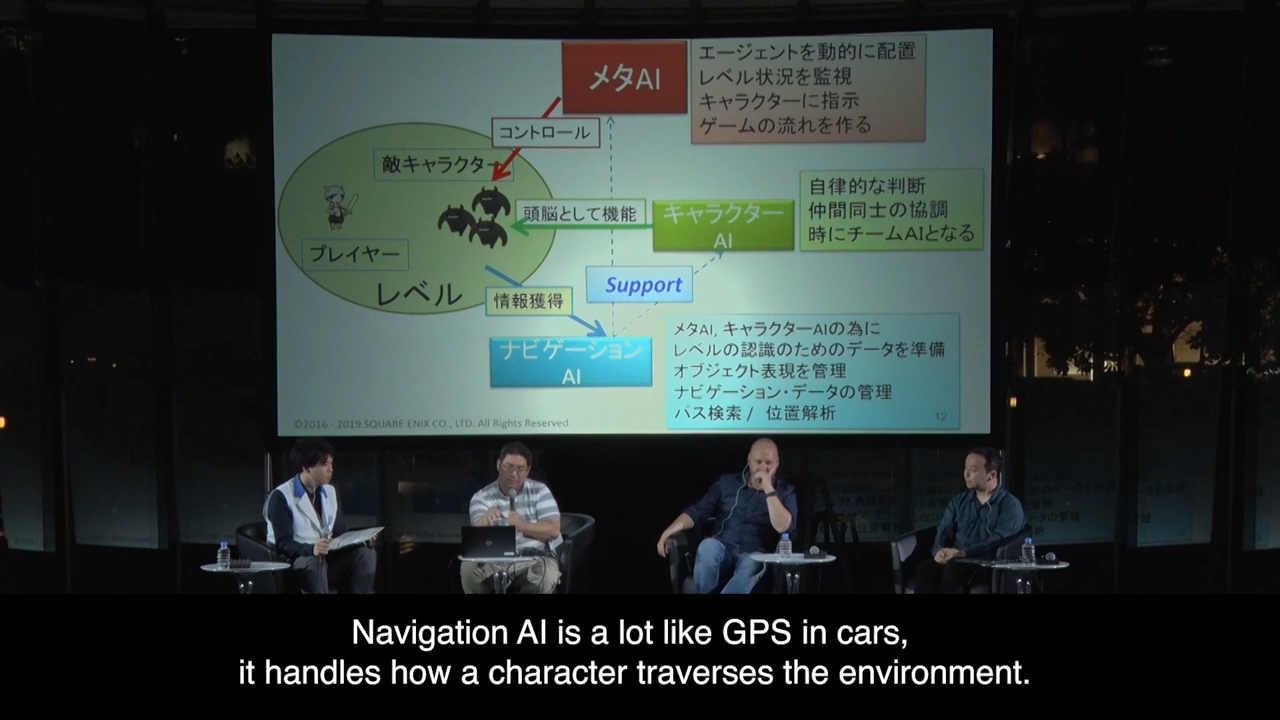 メタAI
エージェントを動的に配置
レベル状況を監視
キャラクターに指示
ゲームの流れを作る
コントロール
敵キャラクター
頭脳として機能
キャラクター
AI
自律的な判断
仲間同士の協調
時にチームAIとなる
プレイヤー
レベル
情報獲得
Support
ナビゲーション
AI
メタAI, キャラクターAIの為に
レベルの認識のためのデータを準備
オブジェクト表現を管理
ナビゲーション・データの管理
パス検索 / 位置解析
12
©2016 - 2019 SQUARE ENIX CO., LTD. All Rights Reserved.
Navigation AI is a lot like GPS in cars,
it handles how a character traverses the environment.